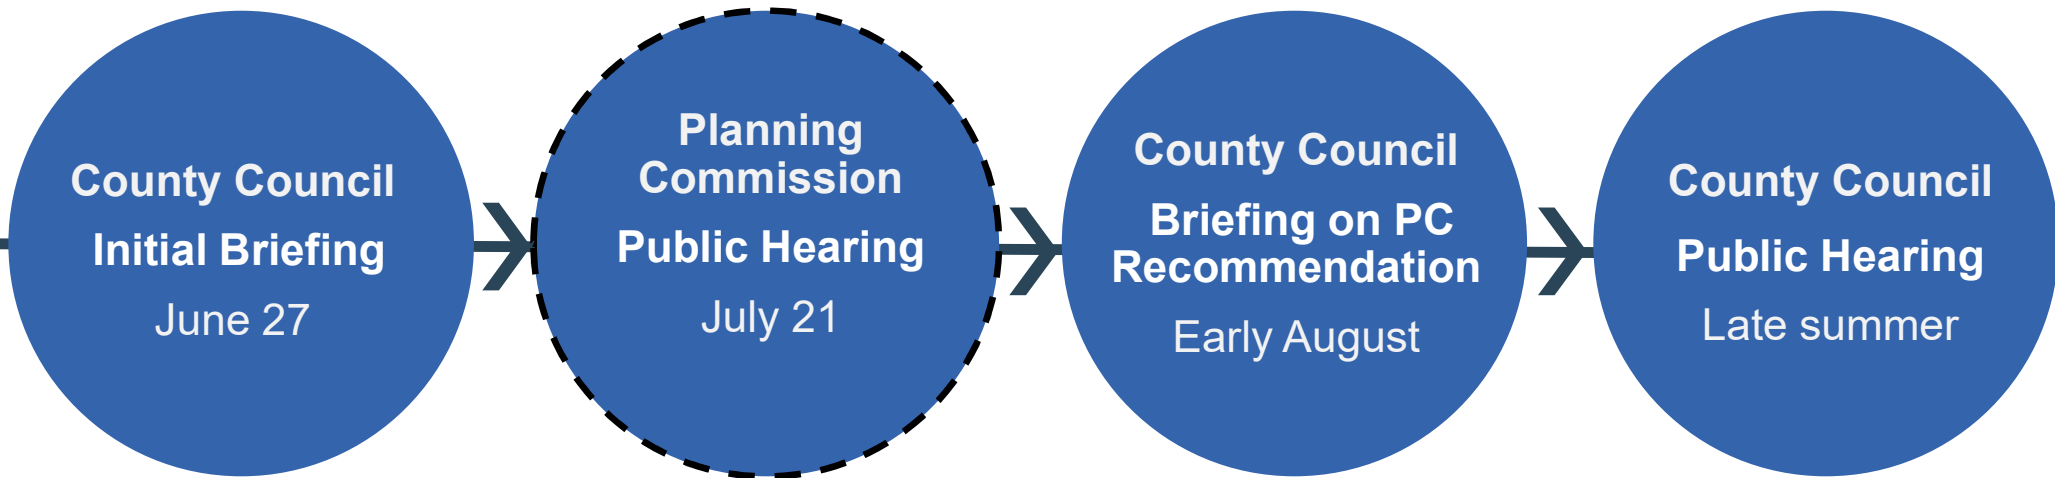 County Council
Initial Briefing
June 27
Planning
Commission
Public Hearing
July 21
County Council
Briefing on PC
Recommendation
Early August
County Council
Public Hearing
Late summer